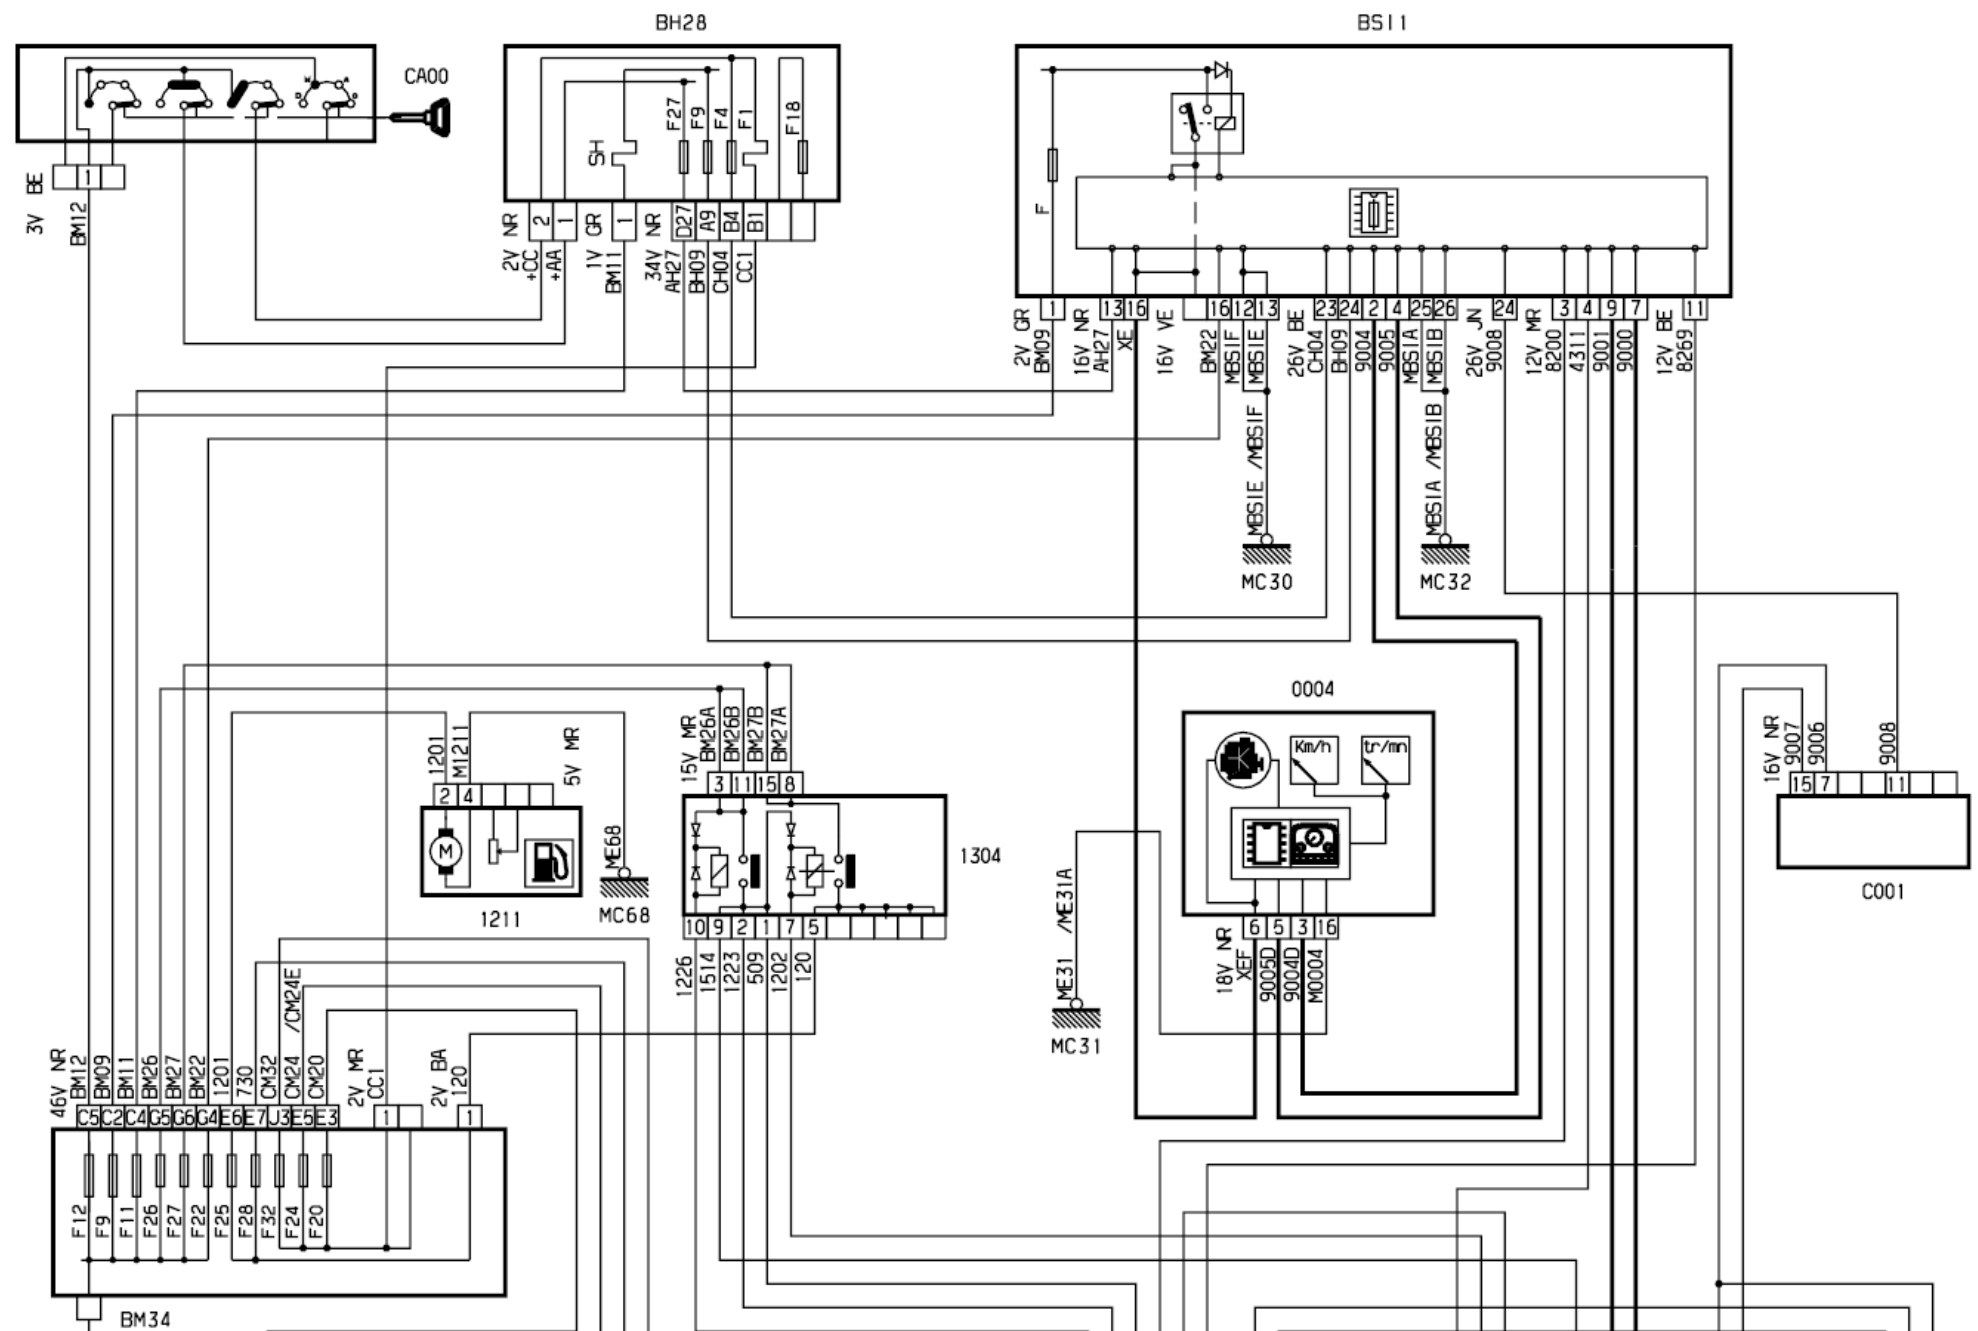 BH28
BSI1
CA00
F27
F9
F4
F1
F18
SH
F
3V BE
1
BM12
2V NR
2
1
+CC
+AA
1V GR
1
BM11
34V NR
D27
A9
B4
B1
AH27
BH09
CH04
CC1
2V GR
1
BM09
16V NR
13
16
AH27
XE
16V VE
16
12
13
BM22
MBSIF
MBSIE
26V BE
23
24
2
4
25
26
CH04
BH09
9004
9005
MBSIA
MBSIB
26V JN
24
9008
12V MR
3
4
9
7
8200
4311
9001
9000
12V BE
11
8269
MBSIE /MBSIF
MC30
MBSIA /MBSIB
MC32
0004
Km/h
tr/mn
1201
M1211
5V MR
2
4
M
1211
ME68
MC68
15V MR
BM26A
BM26B
BM27B
BM27A
3
11
15
8
1304
10
9
2
1
7
5
1226
1514
1223
509
1202
120
ME31 /ME31A
MC31
18V NR
6
5
3
16
XEF
9005D
9004D
M0004
16V NR
9007
9006
9008
15
7
11
C001
46V NR
BM12
BM09
BM11
BM26
BM27
BM22
1201
730
CM32
CM24 /CM24E
CM20
2V MR
CC1
2V BA
120
C5
C2
C4
G5
G6
G4
E6
E7
J3
E5
E3
1
1
F12
F9
F11
F26
F27
F22
F25
F28
F32
F24
F20
BM34